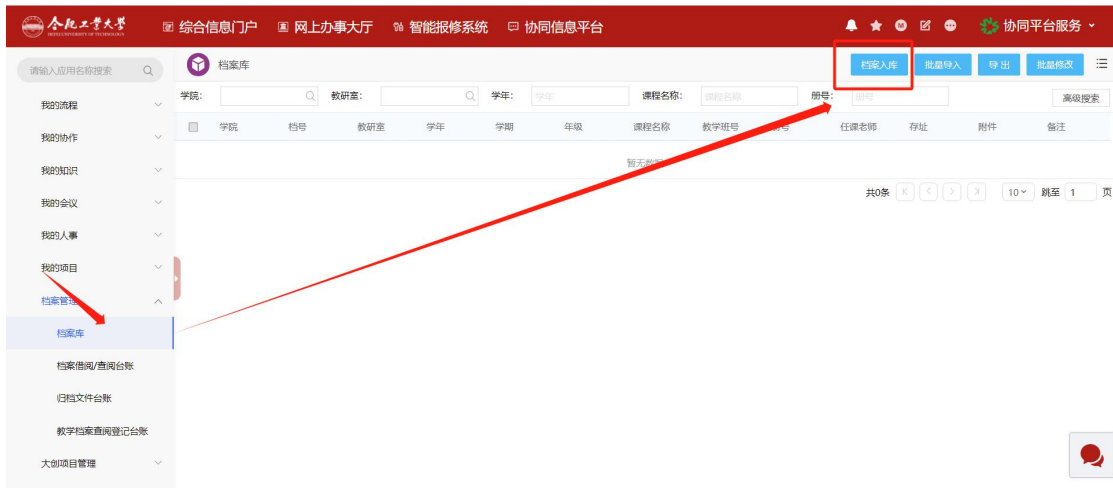 合肥工业大学
HEFEI UNIVERSITY OF TECHNOLOGY
综合信息门户 网上办事大厅 智能报修系统 协同信息平台 协同平台服务
请输入应用名称搜索
我的流程
我的协作
我的知识
我的会议
我的人事
我的项目
档案管理
档案库
档案借阅/查阅台账
归档文件台账
教学档案查阅登记台账
大创项目管理
档案库 档案入库 批量导入 导出 批量修改
学院: 教研室: 学年: 学年 课程名称: 课程名称 册号: 册号 高级搜索
学院 档号 教研室 学年 学期 年级 课程名称 教学班号 任课老师 存址 附件 备注
暂无数据
共0条 10 跳至 1 页